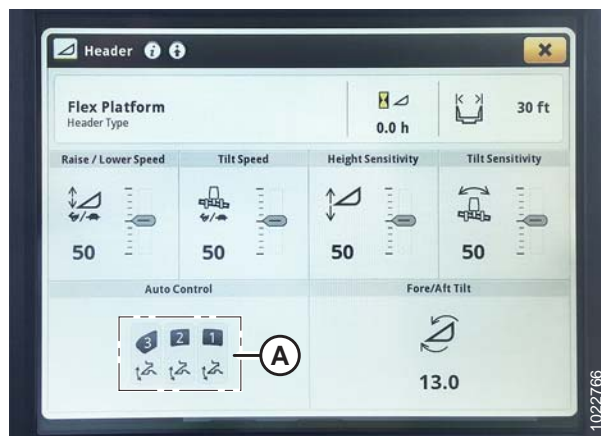 Header
Flex Platform
Header Type
0.0 h
30 ft
Raise / Lower Speed
Tilt Speed
Height Sensitivity
Tilt Sensitivity
50
50
50
50
Auto Control
Fore/Aft Tilt
3 2 1
A
13.0
1022766